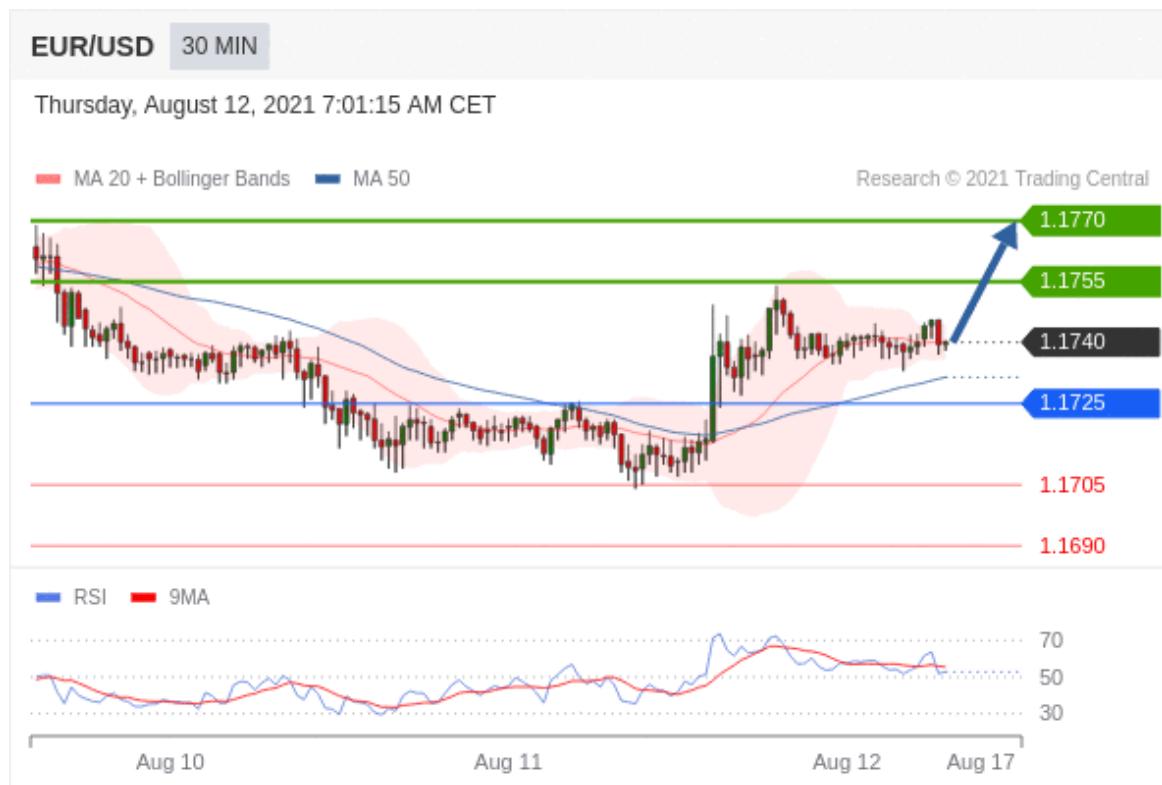 EUR/USD 30 MIN
Thursday, August 12, 2021 7:01:15 AM CET
MA 20 + Bollinger Bands MA 50 Research © 2021 Trading Central
1.1770
1.1755
1.1740
1.1725
1.1705
1.1690
RSI 9MA
70
50
30
Aug 10 Aug 11 Aug 12 Aug 17